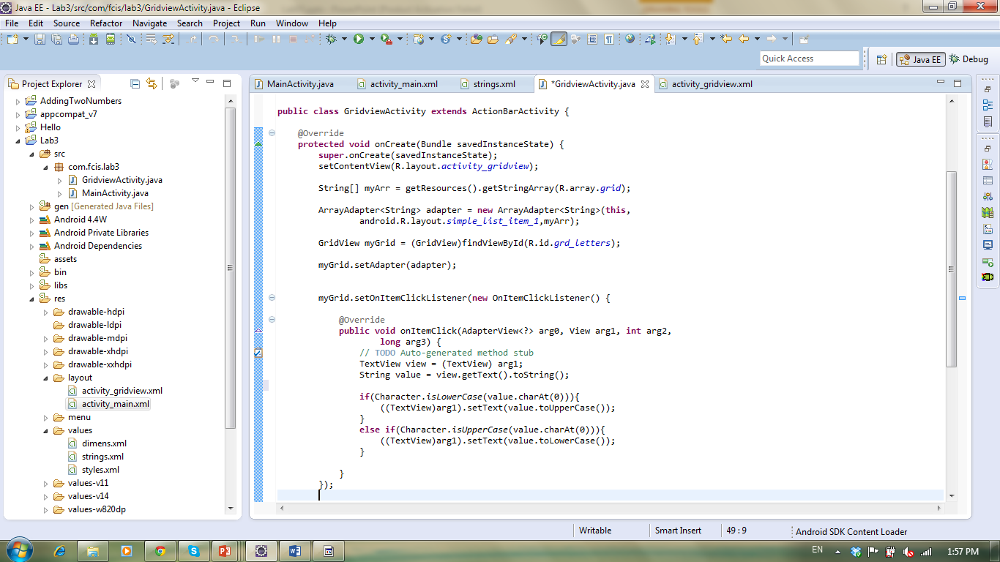 Java EE - Lab3/src/com/fcis/lab3/GridviewActivity.java - Eclipse
File Edit Source Refactor Navigate Search Project Run Window Help
Quick Access
Java EE
Debug
Project Explorer
AddingTwoNumbers
appcompat_v7
Hello
Lab3
src
com.fcis.lab3
GridviewActivity.java
MainActivity.java
gen [Generated Java Files]
Android 4.4W
Android Private Libraries
Android Dependencies
assets
bin
libs
res
drawable-hdpi
drawable-ldpi
drawable-mdpi
drawable-xhdpi
drawable-xxhdpi
layout
activity_gridview.xml
activity_main.xml
menu
values
dimens.xml
strings.xml
styles.xml
values-v11
values-v14
values-w820dp
MainActivity.java
activity_main.xml
strings.xml
*GridviewActivity.java
activity_gridview.xml
public class GridviewActivity extends ActionBarActivity {
@Override
protected void onCreate(Bundle savedInstanceState) {
super.onCreate(savedInstanceState);
setContentView(R.layout.activity_gridview);
String[] myArr = getResources().getStringArray(R.array.grid);
ArrayAdapter<String> adapter = new ArrayAdapter<String>(this,
android.R.layout.simple_list_item_1,myArr);
GridView myGrid = (GridView)findViewById(R.id.grd_letters);
myGrid.setAdapter(adapter);
myGrid.setOnItemClickListener(new OnItemClickListener() {
@Override
public void onItemClick(AdapterView<?> arg0, View arg1, int arg2,
long arg3) {
// TODO Auto-generated method stub
TextView view = (TextView) arg1;
String value = view.getText().toString();
if(Character.isLowerCase(value.charAt(0))){
((TextView)arg1).setText(value.toUpperCase());
}
else if(Character.isUpperCase(value.charAt(0))){
((TextView)arg1).setText(value.toLowerCase());
}
}
});
Writable
Smart Insert
49 : 9
Android SDK Content Loader
EN
1:57 PM